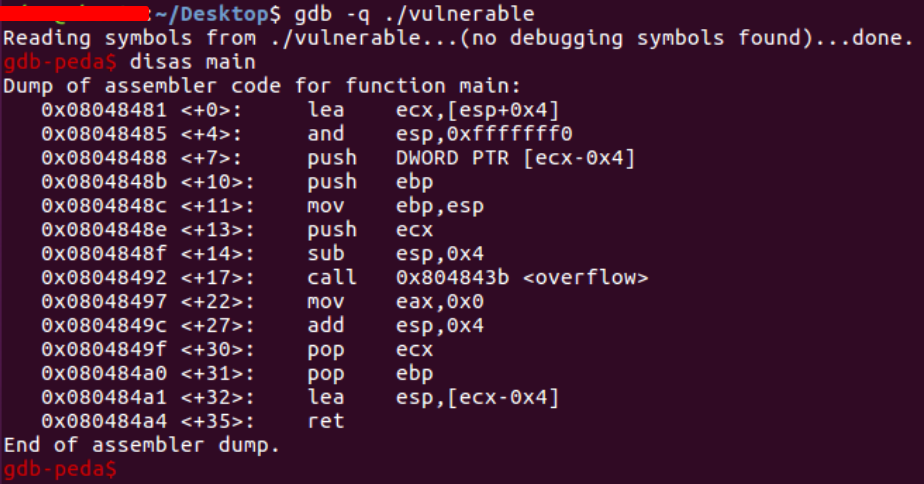 :~/Desktop$ gdb -q ./vulnerable
Reading symbols from ./vulnerable...(no debugging symbols found)...done.
gdb-peda$ disas main
Dump of assembler code for function main:
   0x08048481 <+0>:     lea    ecx,[esp+0x4]
   0x08048485 <+4>:     and    esp,0xfffffff0
   0x08048488 <+7>:     push   DWORD PTR [ecx-0x4]
   0x0804848b <+10>:    push   ebp
   0x0804848c <+11>:    mov    ebp,esp
   0x0804848e <+13>:    push   ecx
   0x0804848f <+14>:    sub    esp,0x4
   0x08048492 <+17>:    call   0x804843b <overflow>
   0x08048497 <+22>:    mov    eax,0x0
   0x0804849c <+27>:    add    esp,0x4
   0x0804849f <+30>:    pop    ecx
   0x080484a0 <+31>:    pop    ebp
   0x080484a1 <+32>:    lea    esp,[ecx-0x4]
   0x080484a4 <+35>:    ret
End of assembler dump.
gdb-peda$